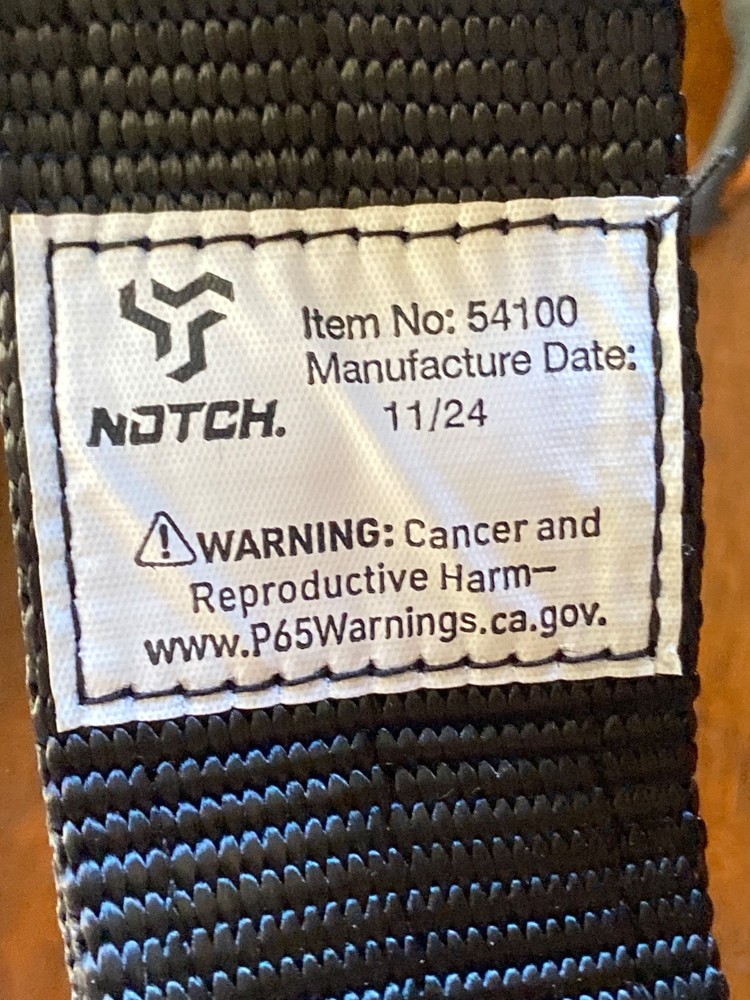 Item No: 54100
Manufacture Date:
11/24
NOTCH.
⚠WARNING: Cancer and
Reproductive Harm–
www.P65Warnings.ca.gov.